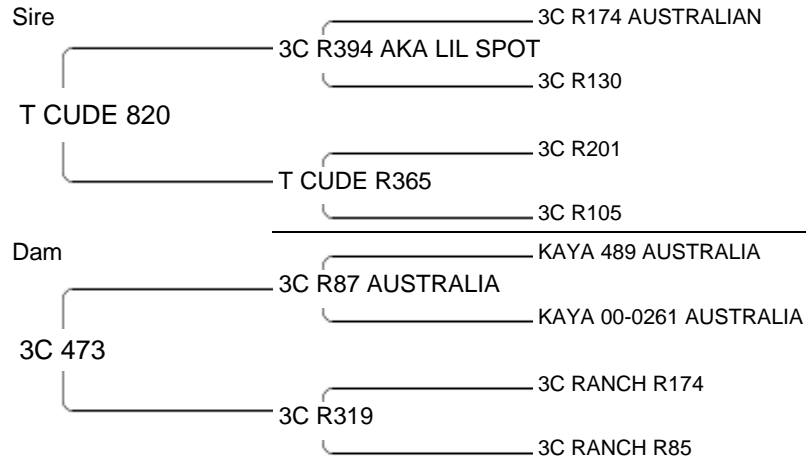 Sire
3C R174 AUSTRALIAN
3C R394 AKA LIL SPOT
3C R130
T CUDE 820
3C R201
T CUDE R365
3C R105
Dam
KAYA 489 AUSTRALIA
3C R87 AUSTRALIA
KAYA 00-0261 AUSTRALIA
3C 473
3C RANCH R174
3C R319
3C RANCH R85